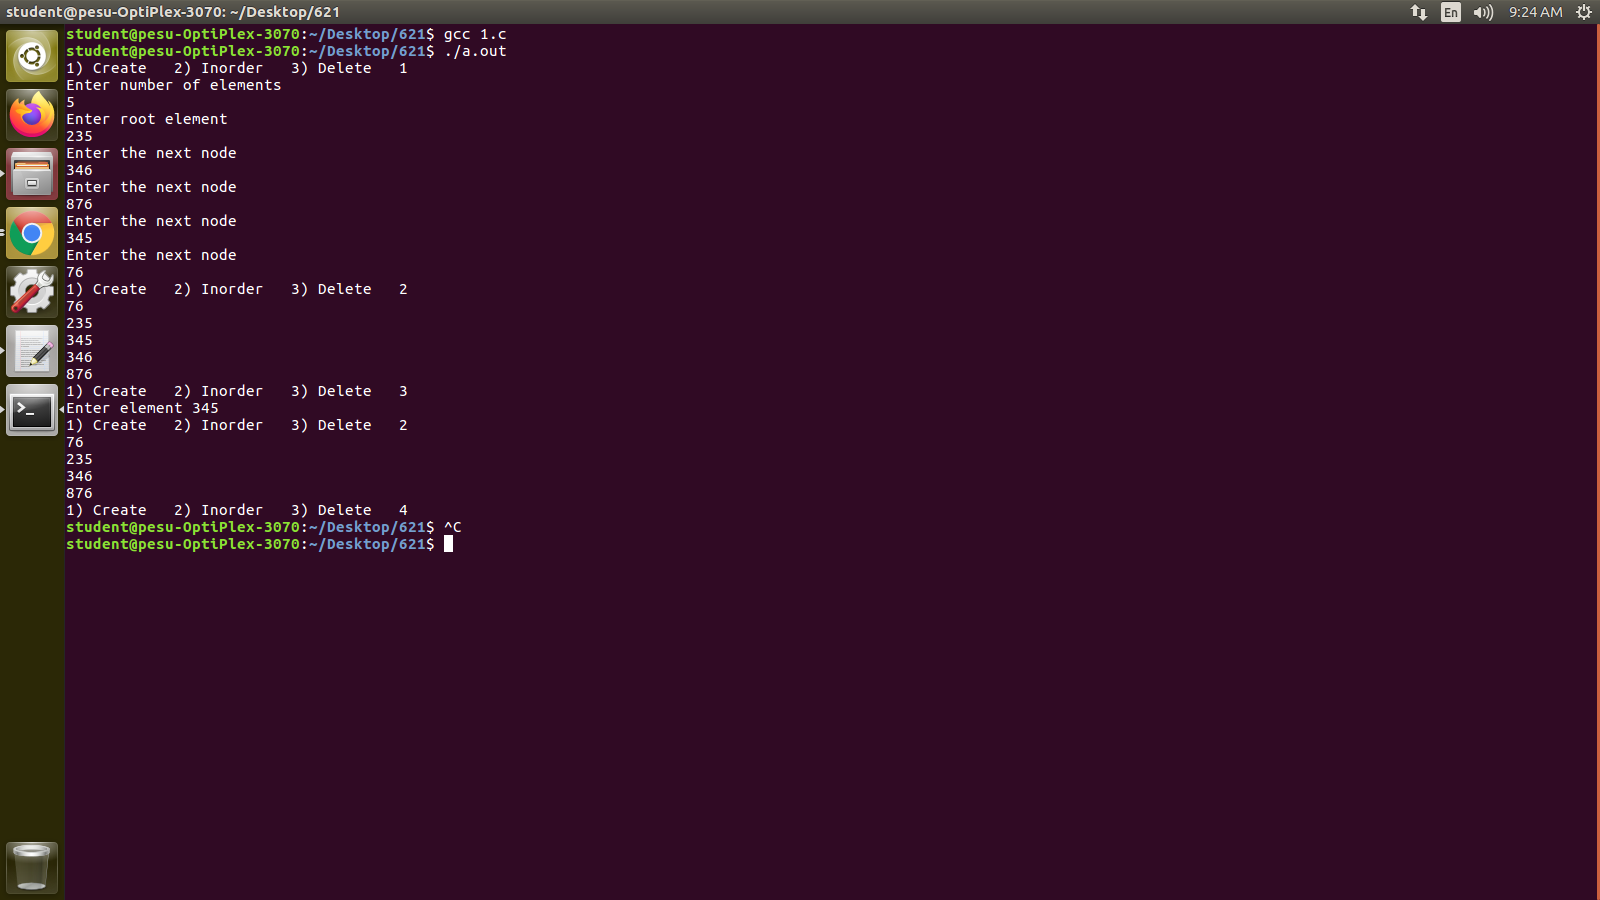 student@pesu-OptiPlex-3070: ~/Desktop/621 En 9:24 AM
student@pesu-OptiPlex-3070:~/Desktop/621$ gcc 1.c
student@pesu-OptiPlex-3070:~/Desktop/621$ ./a.out
1) Create   2) Inorder   3) Delete   1
Enter number of elements
5
Enter root element
235
Enter the next node
346
Enter the next node
876
Enter the next node
345
Enter the next node
76
1) Create   2) Inorder   3) Delete   2
76
235
345
346
876
1) Create   2) Inorder   3) Delete   3
Enter element 345
1) Create   2) Inorder   3) Delete   2
76
235
346
876
1) Create   2) Inorder   3) Delete   4
student@pesu-OptiPlex-3070:~/Desktop/621$ ^C
student@pesu-OptiPlex-3070:~/Desktop/621$